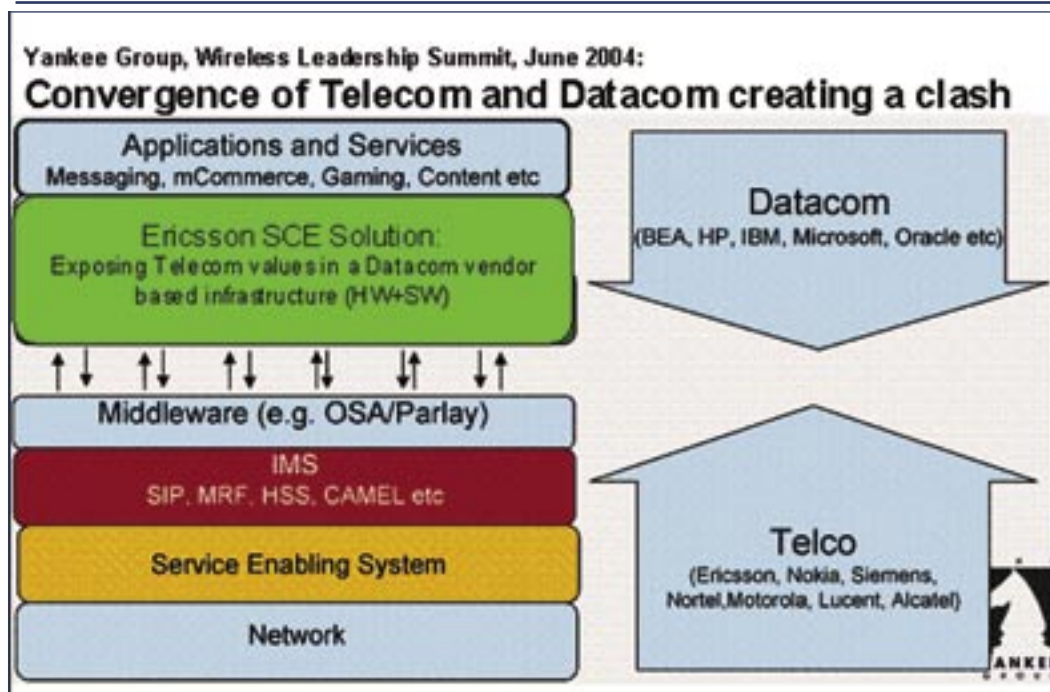 Yankee Group, Wireless Leadership Summit, June 2004:
Convergence of Telecom and Datacom creating a clash
Applications and Services
Messaging, mCommerce, Gaming, Content etc
Ericsson SCE Solution:
Exposing Telecom values in a Datacom vendor
based infrastructure (HW+SW)
Middleware (e.g. OSA/Parlay)
IMS
SIP, MRF, HSS, CAMEL etc
Service Enabling System
Network
Datacom
(BEA, HP, IBM, Microsoft, Oracle etc)
Telco
(Ericsson, Nokia, Siemens,
Nortel,Motorola, Lucent, Alcatel)